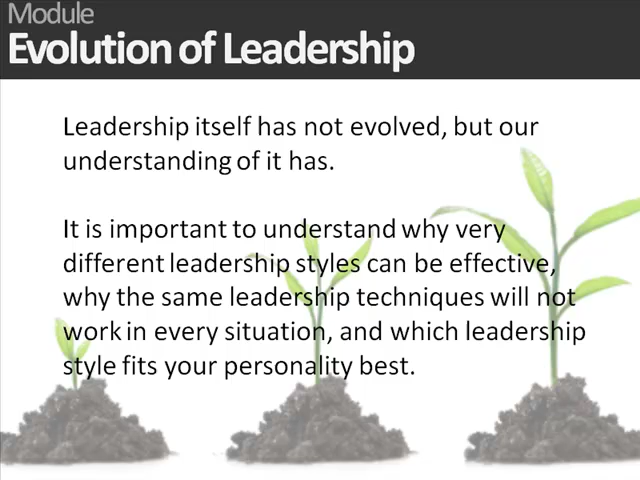 Module
Evolution of Leadership
Leadership itself has not evolved, but our
understanding of it has.
It is important to understand why very
different leadership styles can be effective,
why the same leadership techniques will not
work in every situation, and which leadership
style fits your personality best.